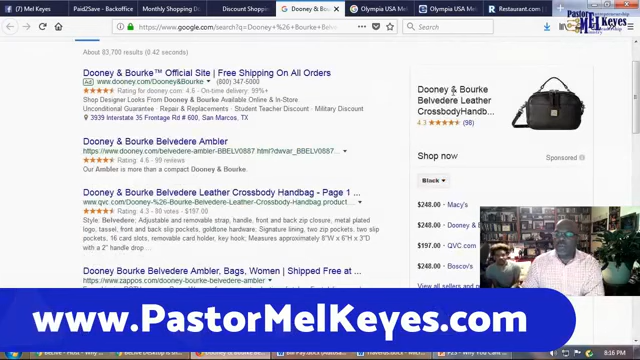 (1) Mel Keyes
Paid2Save - Backoffice
Monthly Shopping Bo
Discount Shopping
Dooney & Bou
Olympia USA Mel
Olympia USA Mel
Restaurant.com |
https://www.google.com/search?q=Dooney+%26+Bourke+Belv
Search
Pastor
Mel Keyes
About 83,700 results (0.42 seconds)
Dooney & Bourke™ Official Site | Free Shipping On All Orders
Ad www.dooney.com/Dooney&Bourke (800) 347-5000
Rating for dooney.com: 4.6 - On-time delivery: 99%+
Shop Designer Looks From Dooney & Bourke Available Online & In-Store
Unconditional Guarantee · Repair & Replacements · Student Teacher Discount · Military Discount
3939 Interstate 35 Frontage Rd # 600, San Marcos, TX
Dooney & Bourke Belvedere Ambler
https://www.dooney.com/belvedere-ambler-BBELV0887.html?dwvar_BBELV0887...
Rating: 4.6 - 99 reviews
Our Ambler is more than a compact Dooney & Bourke.
Dooney & Bourke Belvedere Leather Crossbody Handbag - Page 1 ...
www.qvc.com/Dooney-%26-Bourke-Belvedere-Leather-Crossbody-Handbag.product...
Rating: 4.3 - 90 votes - $197.00
Style: Belvedere; Adjustable and removable strap, handle, front and back zip closure, metal plated
logo, tassel, front and back slip pockets, goldtone hardware. Signature lining, two zip pockets, two slip
pockets, 16 card slots, removable card holder, key hook; Measures approximately 8"W x 6"H x 3"D
with a 2" handle drop...
Dooney Bourke Belvedere Ambler, Bags, Women | Shipped Free at ...
https://www.zappos.com/dooney-bourke-belvedere-ambler
Dooney & Bourke
Belvedere Leather
CrossbodyHandb...
4.3 (98)
Shop now
Sponsored
Black
$248.00 · Macy's
$248.00 · Dooney &
$197.00 · QVC.com
$248.00 · Boscov's
View all sellers and
www.PastorMelKeyes.com
8:16 PM